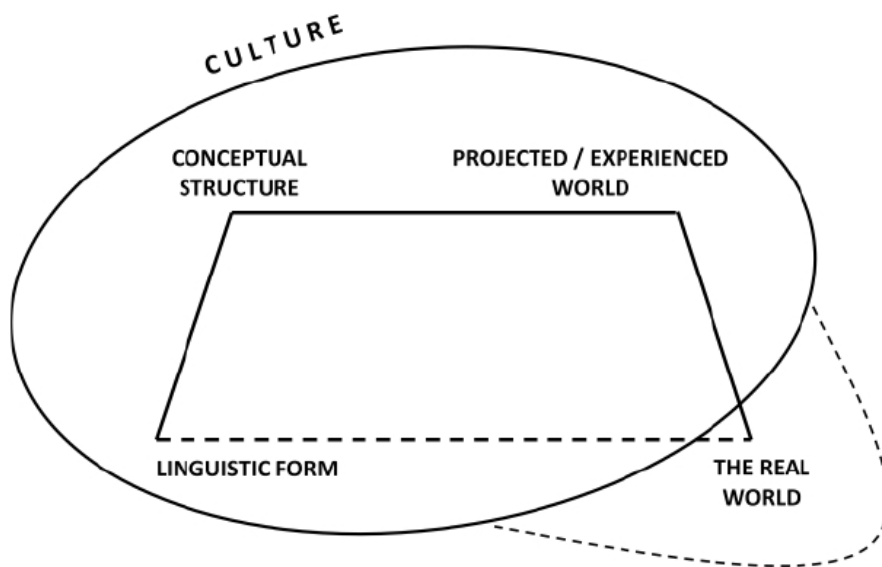 CULTURE
CONCEPTUAL
STRUCTURE
PROJECTED / EXPERIENCED
WORLD
LINGUISTIC FORM
THE REAL
WORLD